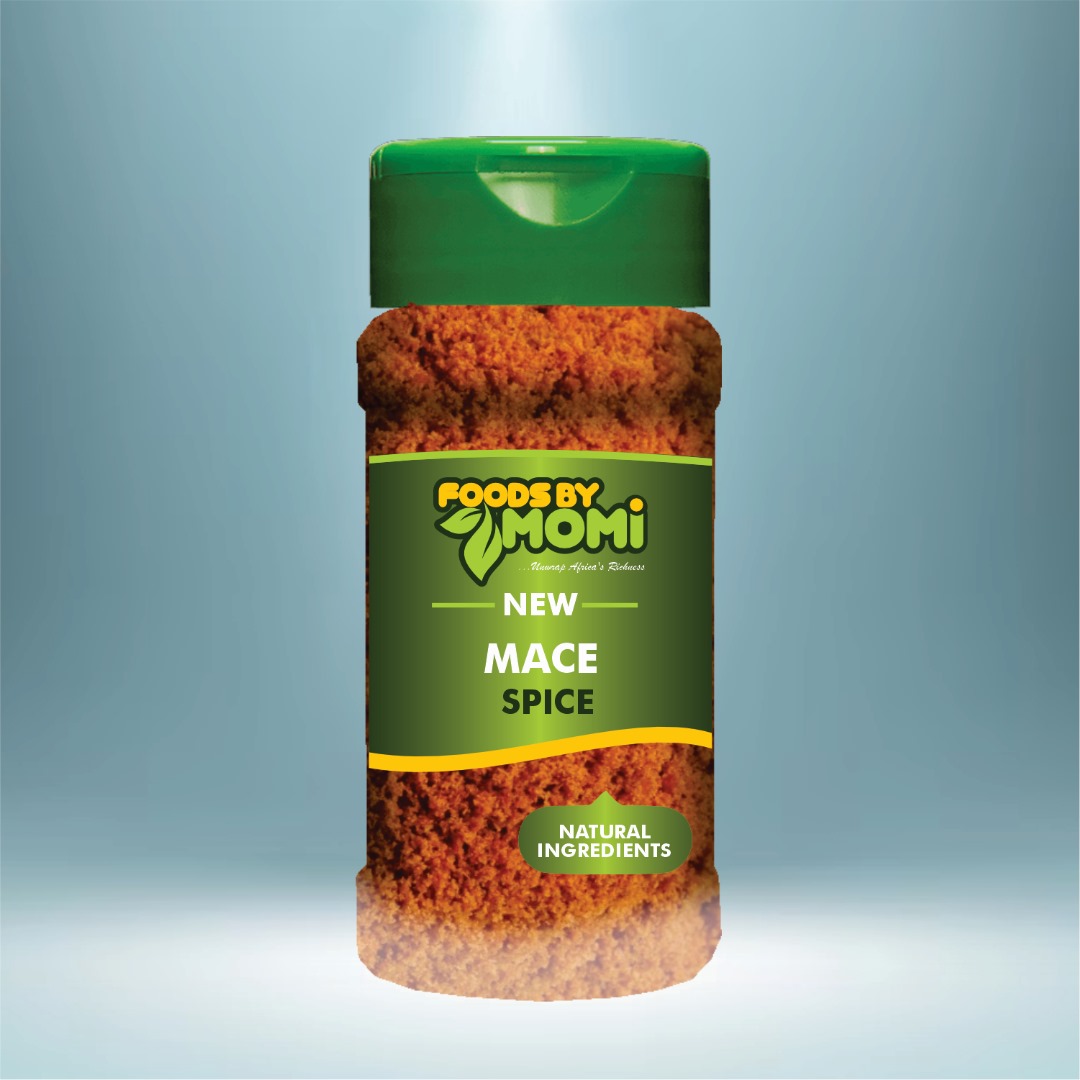 FOODS BY
MOMi
...Unwrap Africa's Richness
NEW
MACE
SPICE
NATURAL
INGREDIENTS